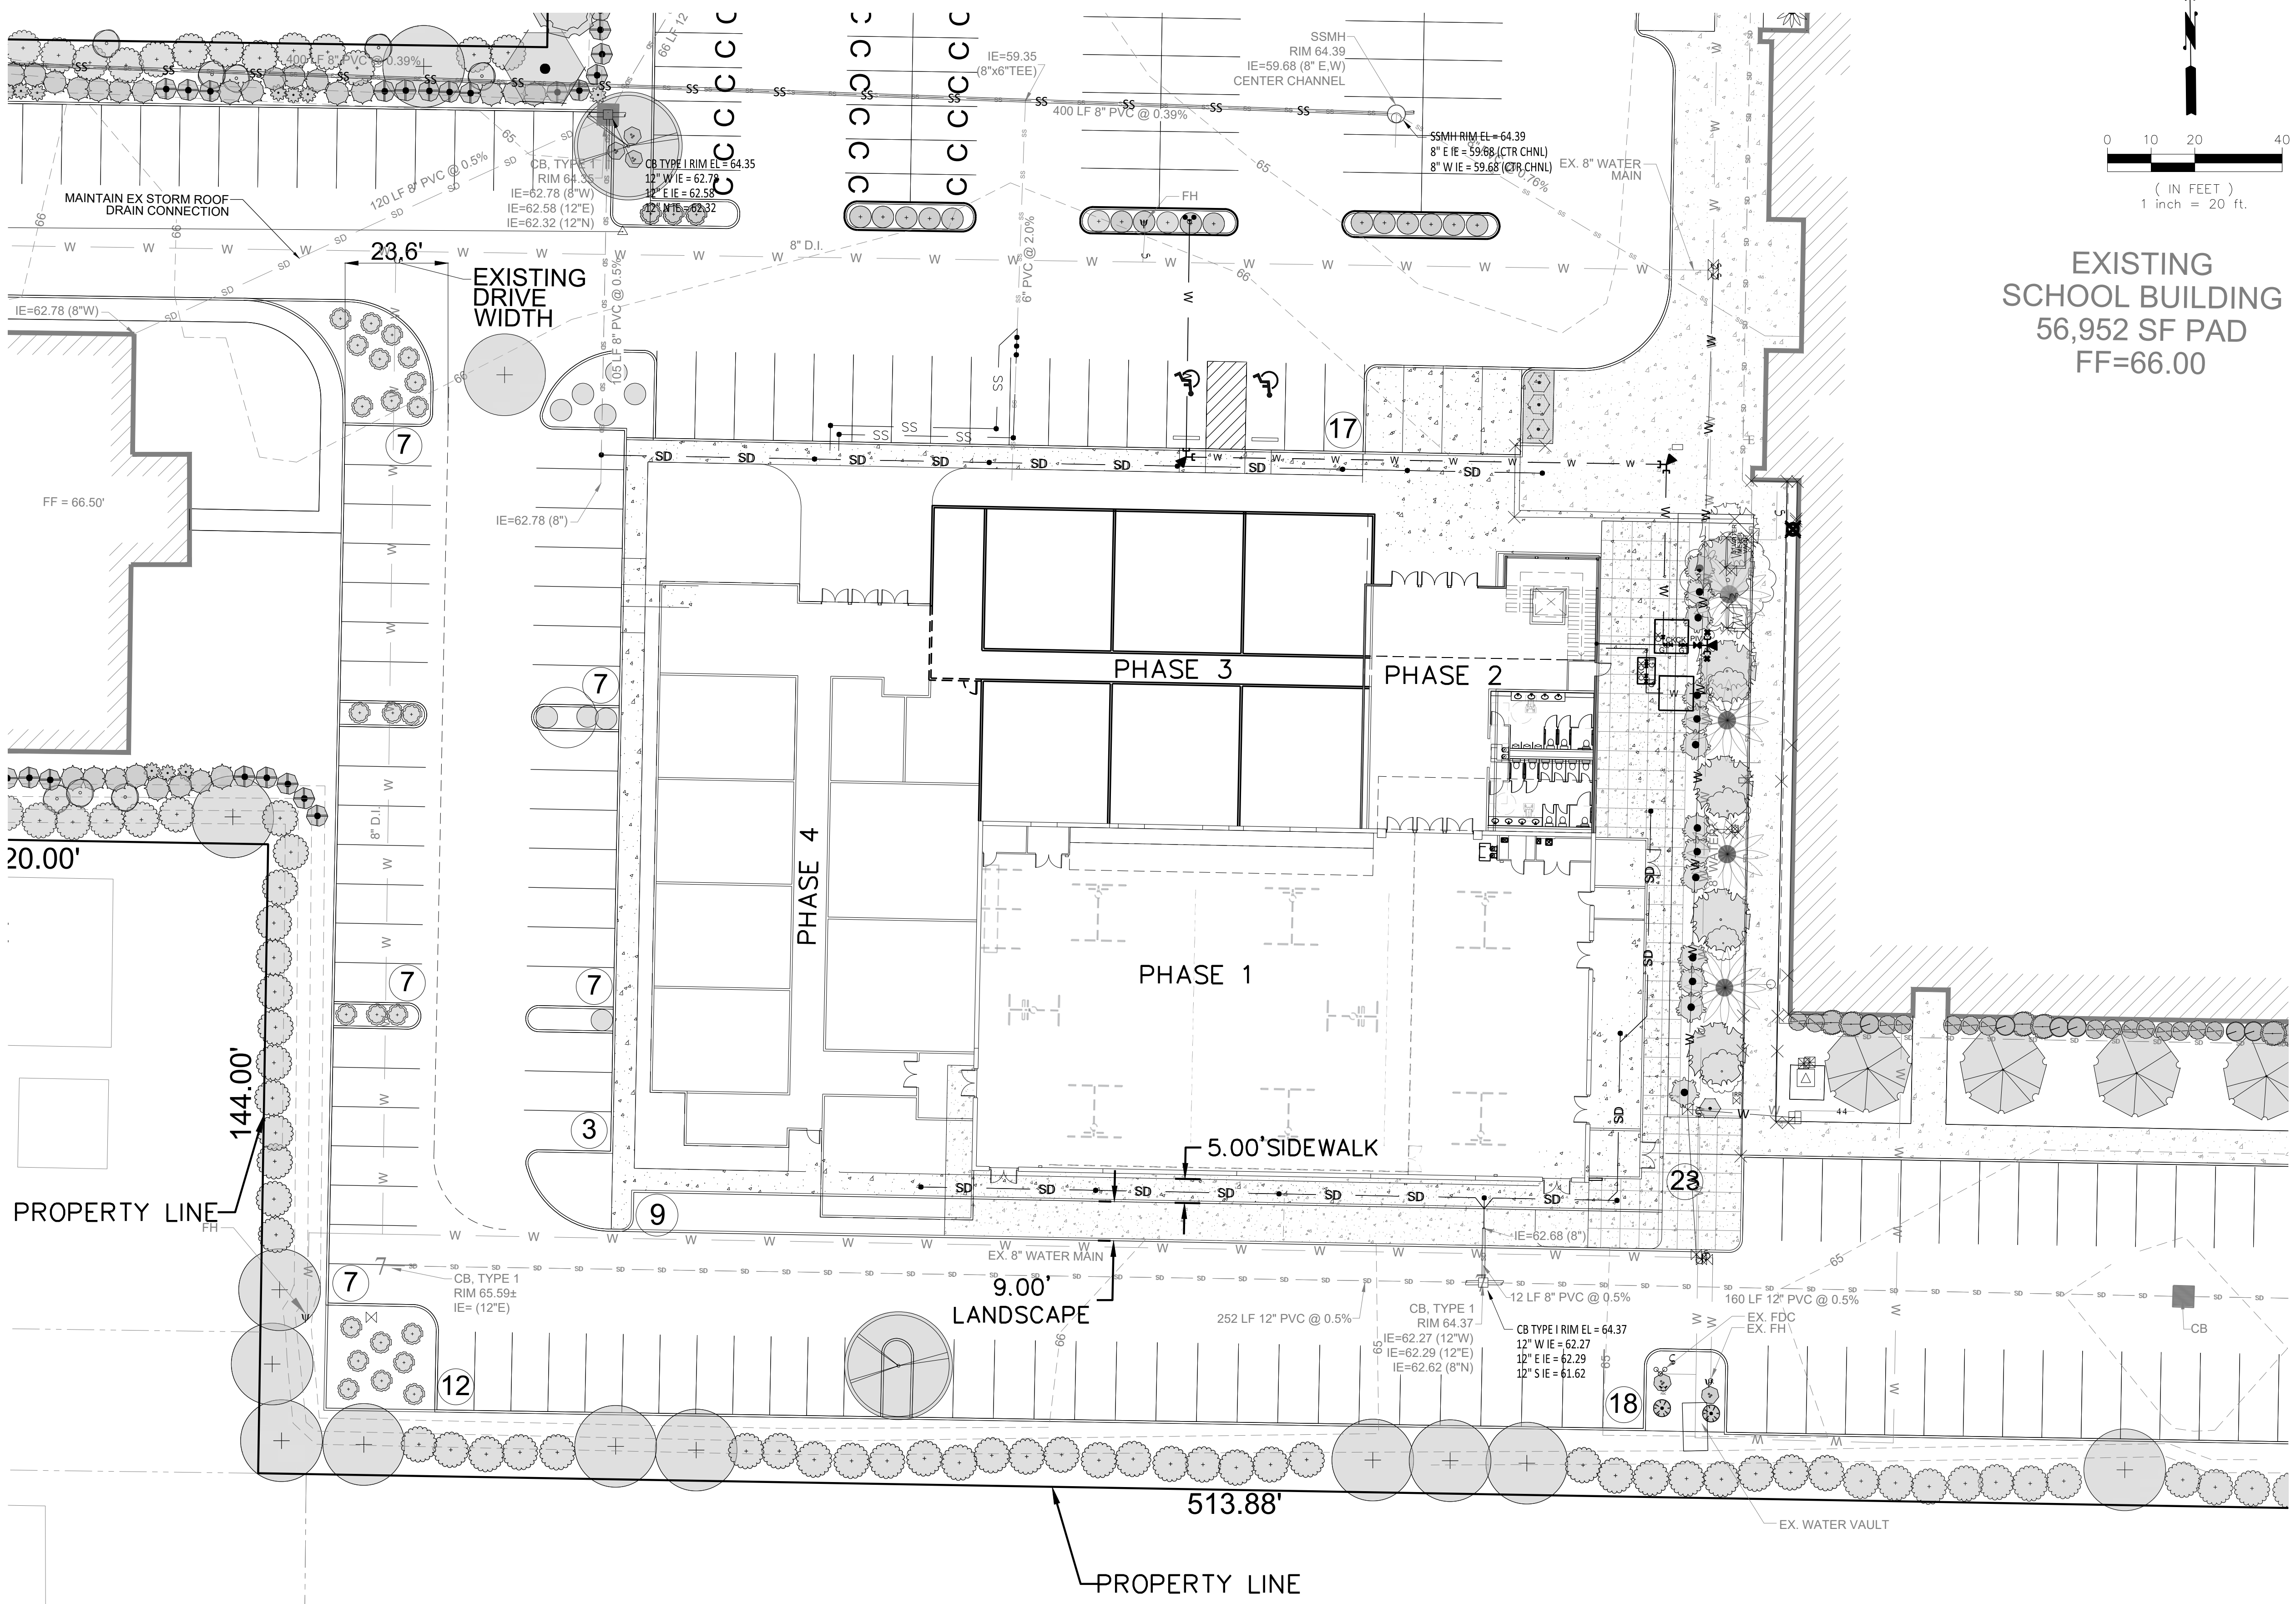 400 LF 8" PVC @ 0.39%
66 LF 12
IE=59.35
(8"x6"TEE)
SSMH
RIM 64.39
IE=59.68 (8" E,W)
CENTER CHANNEL
400 LF 8" PVC @ 0.39%
SSMH RIM EL = 64.39
8" E IE = 59.68 (CTR CHNL)
8" W IE = 59.68 (CTR CHNL)
0.76%
EX. 8" WATER
MAIN
0 10 20 40
( IN FEET )
1 inch = 20 ft.
N
EXISTING
SCHOOL BUILDING
56,952 SF PAD
FF=66.00
CB, TYPE 1
RIM 64.35
IE=62.78 (8"W)
IE=62.58 (12"E)
IE=62.32 (12"N)
CB TYPE I RIM EL = 64.35
12" W IE = 62.78
12" E IE = 62.58
12" N IE = 62.32
120 LF 8" PVC @ 0.5%
MAINTAIN EX STORM ROOF
DRAIN CONNECTION
FH
8" D.I.
6" PVC @ 2.0%
105 LF 8" PVC @ 0.5%
23.6'
EXISTING
DRIVE
WIDTH
IE=62.78 (8"W)
7
17
FF = 66.50'
IE=62.78 (8")
PHASE 3
PHASE 2
7
8" D.I.
PHASE 4
20.00'
PHASE 1
7
7
144.00'
3
5.00'SIDEWALK
23
PROPERTY LINE
FH
9
EX. 8" WATER MAIN
IE=62.68 (8")
7
7
CB, TYPE 1
RIM 65.59±
IE= (12"E)
9.00'
LANDSCAPE
252 LF 12" PVC @ 0.5%
12 LF 8" PVC @ 0.5%
160 LF 12" PVC @ 0.5%
CB, TYPE 1
RIM 64.37
IE=62.27 (12"W)
IE=62.29 (12"E)
IE=62.62 (8"N)
CB TYPE I RIM EL = 64.37
12" W IE = 62.27
12" E IE = 62.29
12" S IE = 61.62
EX. FDC
EX. FH
CB
12
18
513.88'
EX. WATER VAULT
PROPERTY LINE